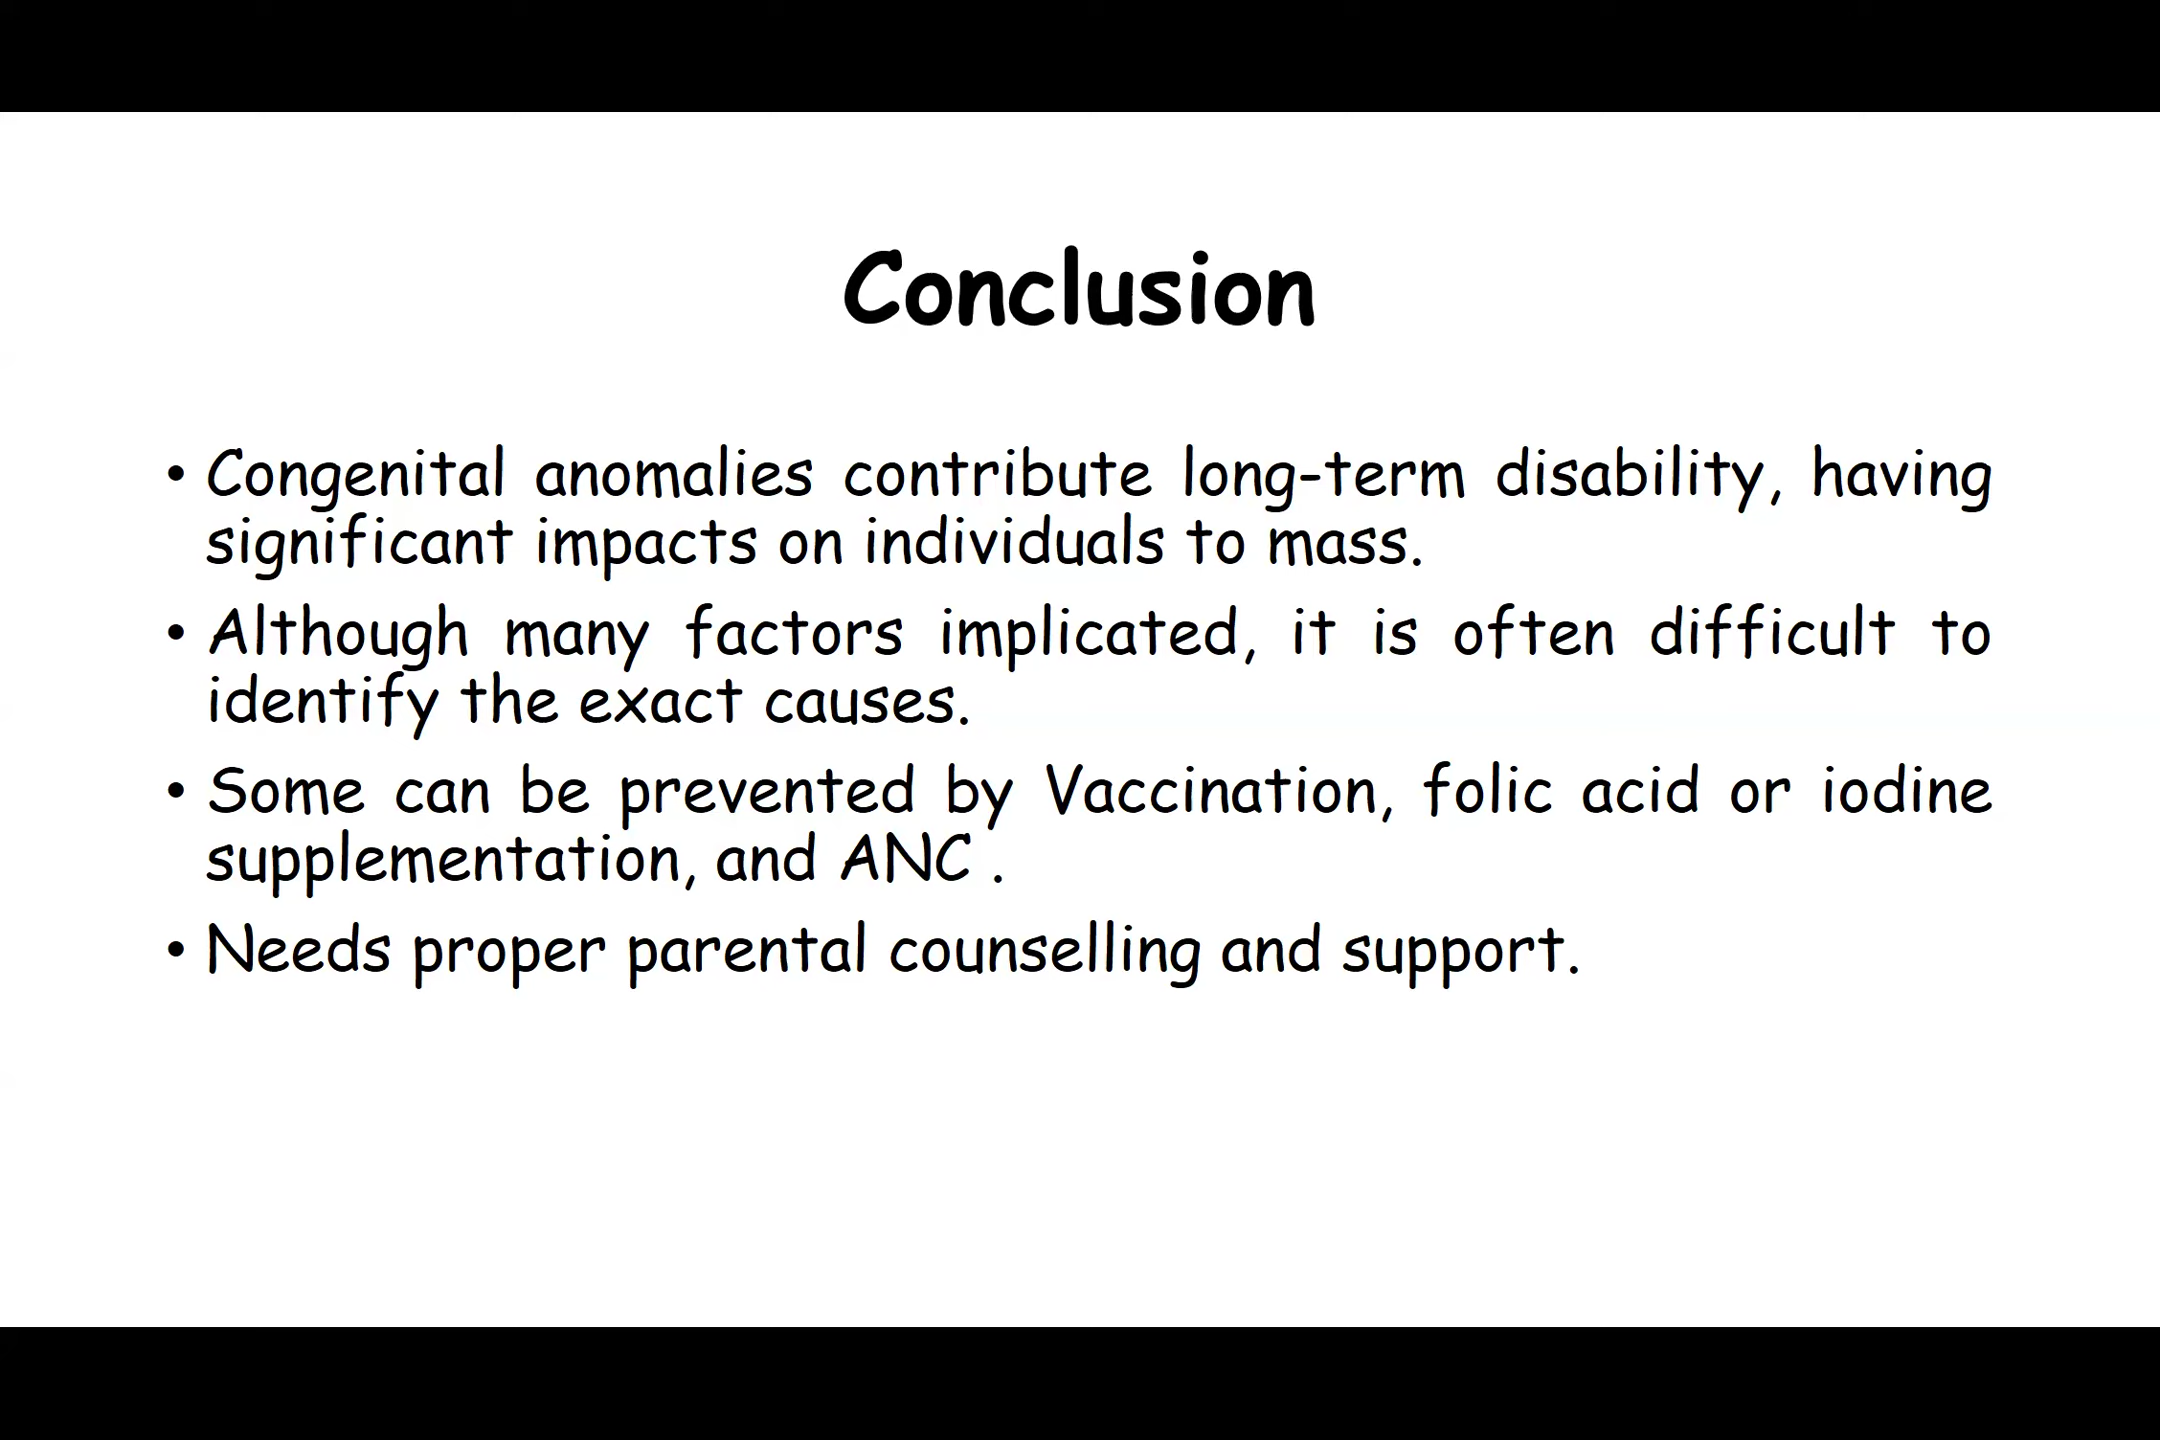 Conclusion
• Congenital anomalies contribute long-term disability, having
significant impacts on individuals to mass.
• Although many factors implicated, it is often difficult to
identify the exact causes.
• Some can be prevented by Vaccination, folic acid or iodine
supplementation, and ANC .
• Needs proper parental counselling and support.